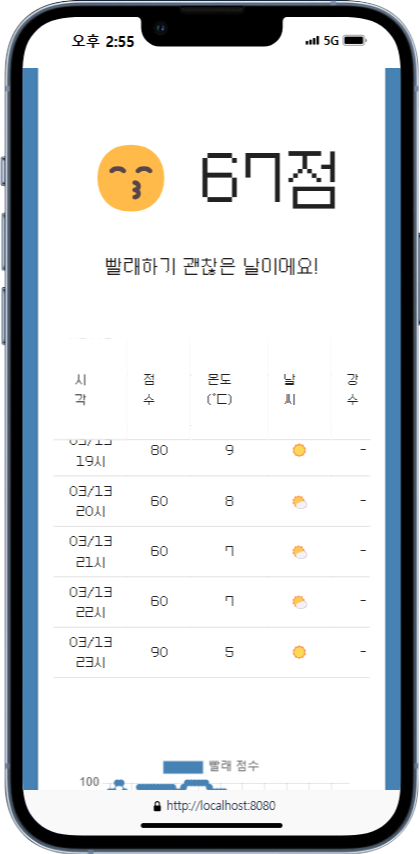 오후 2:55 5G
67점
빨래하기 괜찮은 날이에요!
시각 점수 온도(℃) 날씨 강수
03/13 19시 80 9 -
03/13 20시 60 8 -
03/13 21시 60 7 -
03/13 22시 60 7 -
03/13 23시 90 5 -
빨래 점수
100
http://localhost:8080